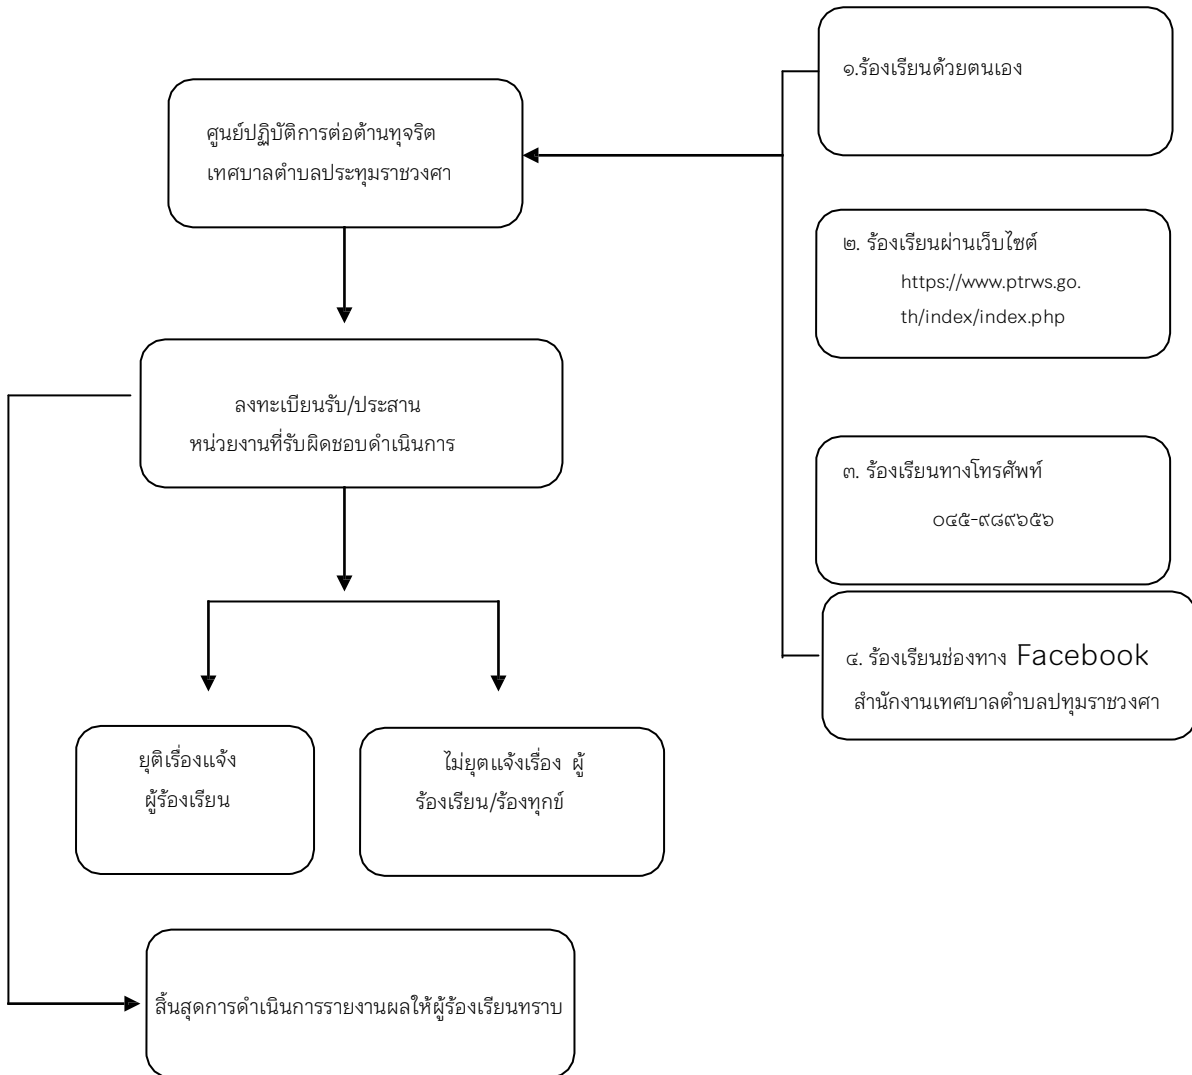 ๑.ร้องเรียนด้วยตนเอง
ศูนย์ปฏิบัติการต่อต้านทุจริต
เทศบาลตำบลประทุมราชวงศา
๒. ร้องเรียนผ่านเว็บไซต์
https://www.ptrws.go.
th/index/index.php
ลงทะเบียนรับ/ประสาน
หน่วยงานที่รับผิดชอบดำเนินการ
๓. ร้องเรียนทางโทรศัพท์
๐๔๕-๙๘๙๖๕๖
๔. ร้องเรียนช่องทาง Facebook
สำนักงานเทศบาลตำบลปทุมราชวงศา
ยุติเรื่องแจ้ง
ผู้ร้องเรียน
ไม่ยุตแจ้งเรื่อง ผู้
ร้องเรียน/ร้องทุกข์
สิ้นสุดการดำเนินการรายงานผลให้ผู้ร้องเรียนทราบ